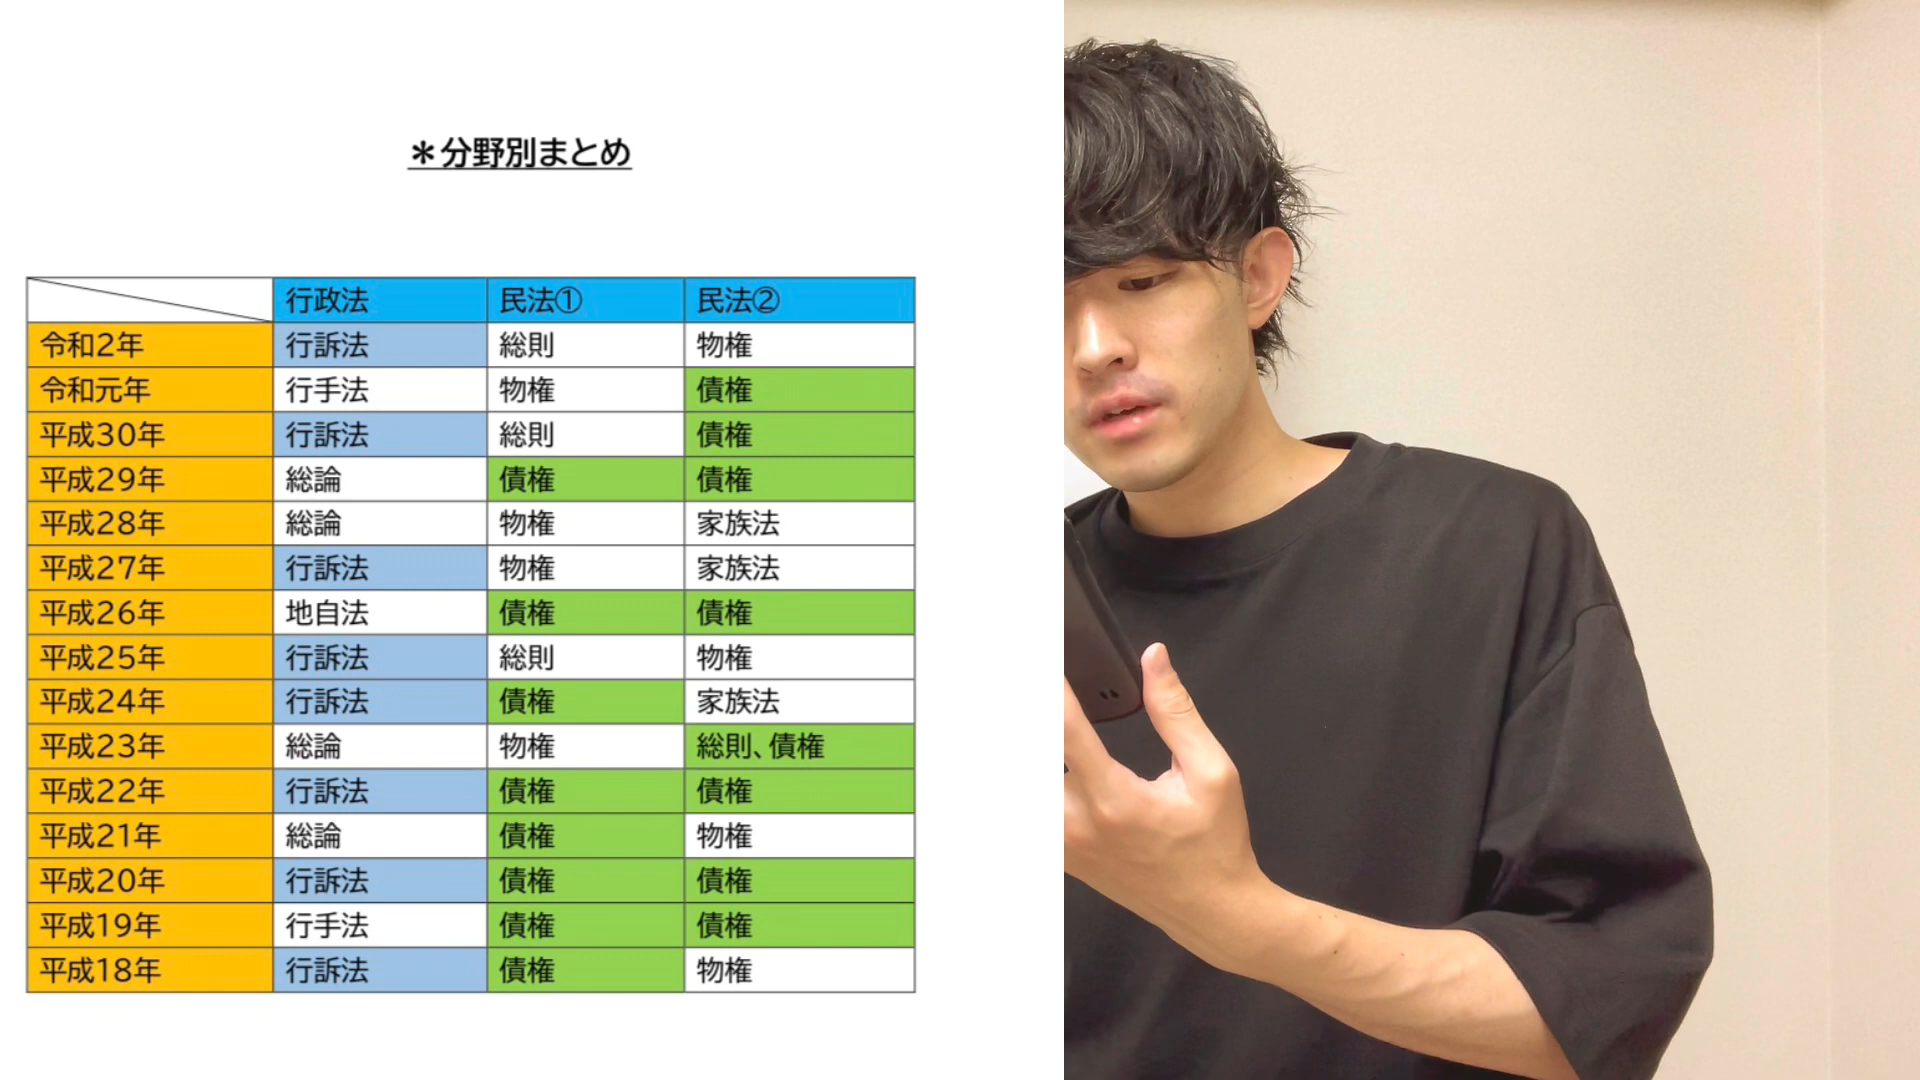 ＊分野別まとめ
行政法 民法① 民法②
令和2年 行訴法 総則 物権
令和元年 行手法 物権 債権
平成30年 行訴法 総則 債権
平成29年 総論 債権 債権
平成28年 総論 物権 家族法
平成27年 行訴法 物権 家族法
平成26年 地自法 債権 債権
平成25年 行訴法 総則 物権
平成24年 行訴法 債権 家族法
平成23年 総論 物権 総則、債権
平成22年 行訴法 債権 債権
平成21年 総論 債権 物権
平成20年 行訴法 債権 債権
平成19年 行手法 債権 債権
平成18年 行訴法 債権 物権